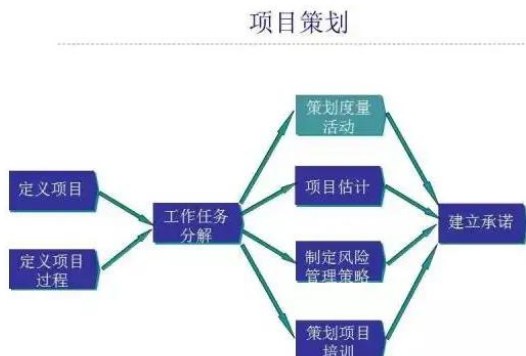 项目策划
策划度量
活动
定义项目
项目估计
工作任务
分解
建立承诺
定义项目
过程
制定风险
管理策略
策划项目
培训